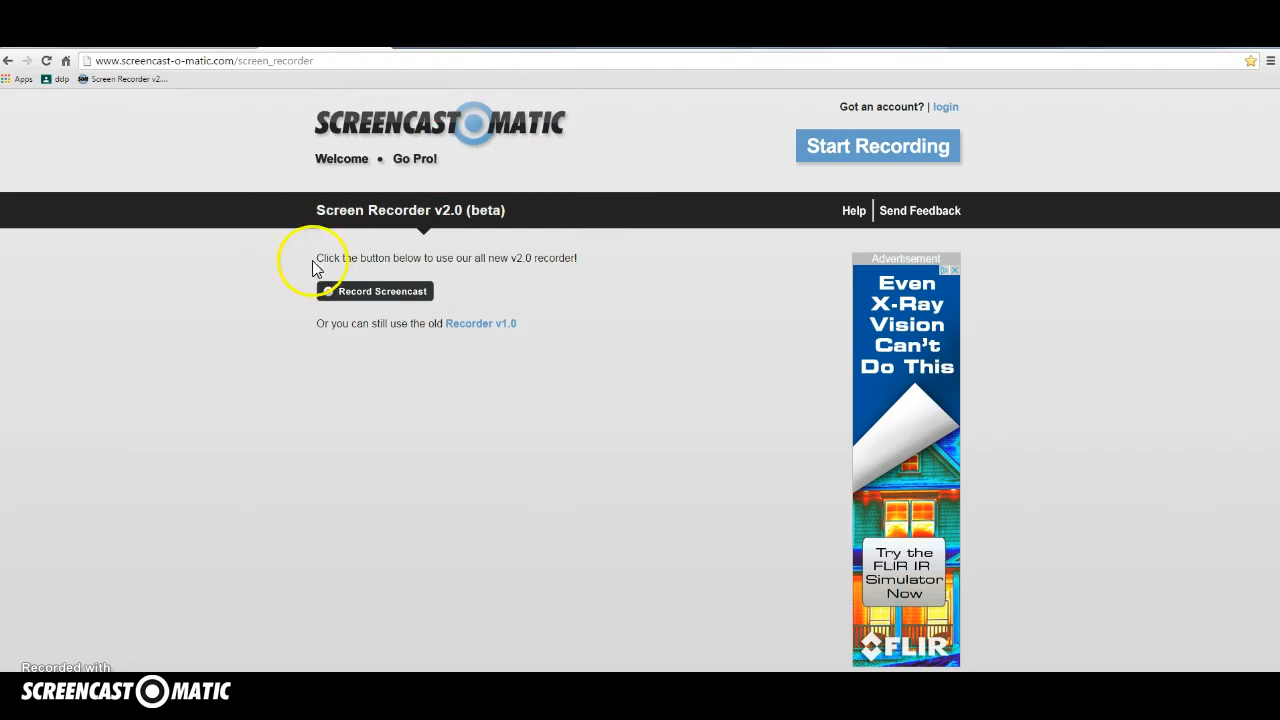 www.screencast-o-matic.com/screen_recorder
Apps ddp Screen Recorder v2....
SCREENCAST O MATIC
Got an account? | login
Start Recording
Welcome • Go Pro!
Screen Recorder v2.0 (beta)
Help | Send Feedback
Click the button below to use our all new v2.0 recorder!
Record Screencast
Or you can still use the old Recorder v1.0
Advertisement
Even
X-Ray
Vision
Can't
Do This
Try the
FLIR IR
Simulator
Now
FLIR
Recorded with
SCREENCAST O MATIC